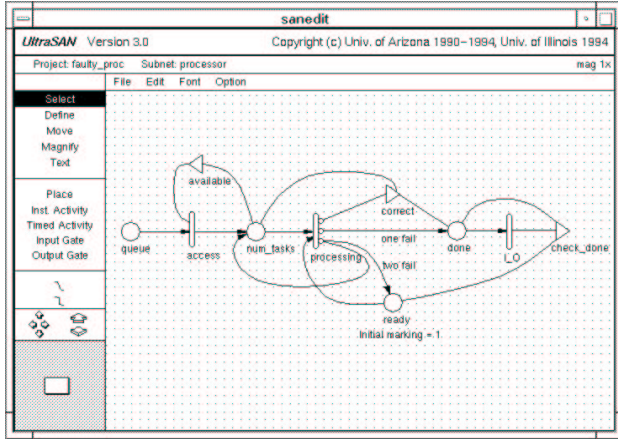 sanedit
UltraSAN Version 3.0 Copyright (c) Univ. of Arizona 1990-1994, Univ. of Illinois 1994
Project: faulty_proc Subnet: processor mag 1x
File Edit Font Option
Select
Define
Move
Magnify
Text
Place
Inst. Activity
Timed Activity
Input Gate
Output Gate
available
correct
one fail
queue
access
num_tasks
processing
done
I_O
check_done
two fail
ready
Initial marking = 1